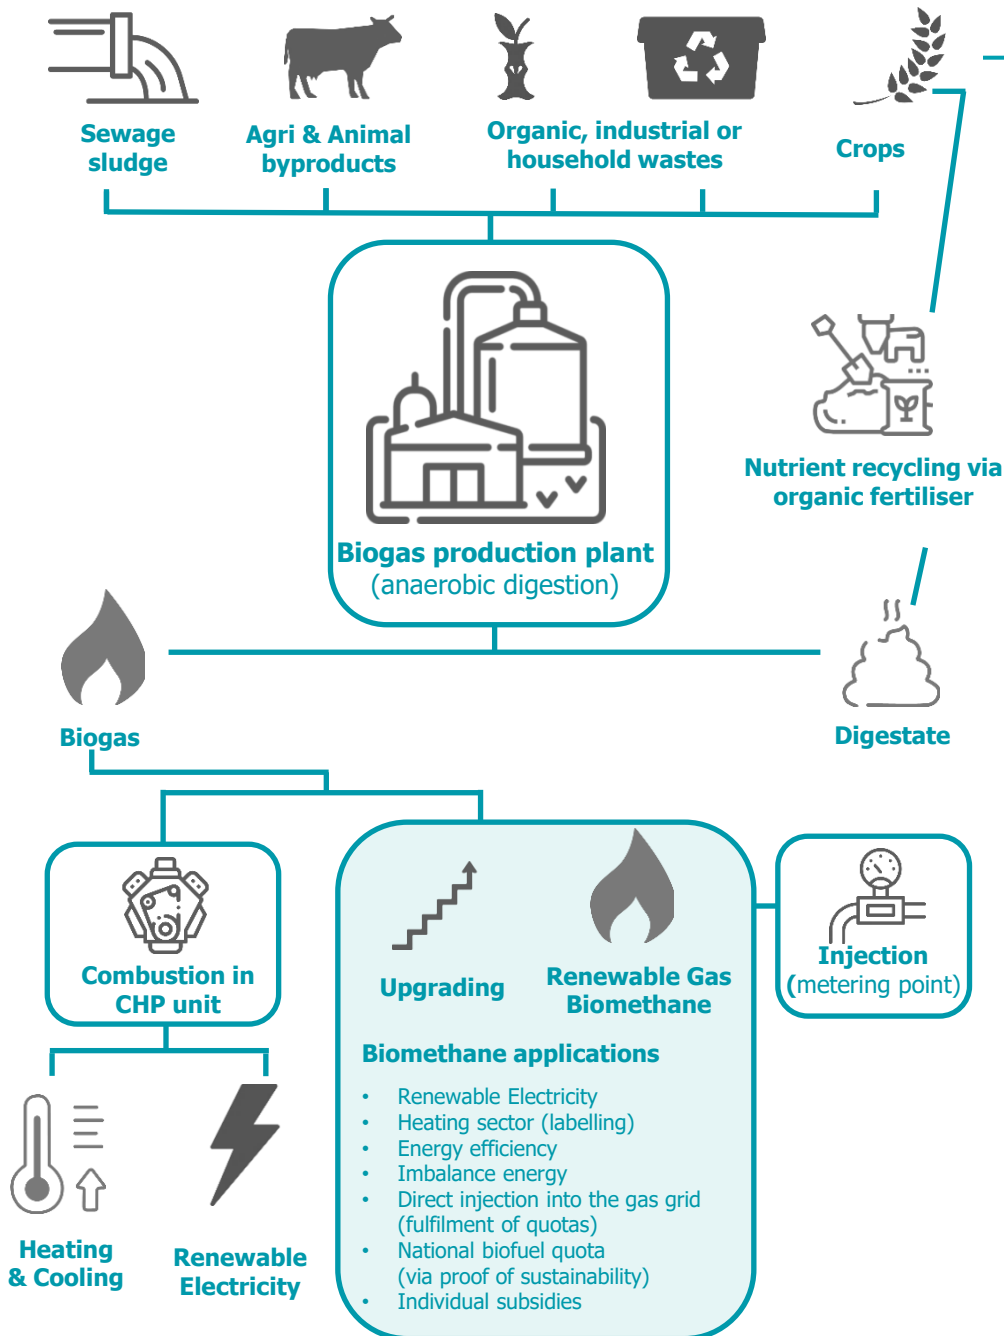 Sewage
sludge
Agri & Animal
byproducts
Organic, industrial or
household wastes
Crops
Nutrient recycling via
organic fertiliser
Biogas production plant
(anaerobic digestion)
Biogas
Digestate
Combustion in
CHP unit
Upgrading
Renewable Gas
Biomethane
Injection
(metering point)
Biomethane applications
• Renewable Electricity
• Heating sector (labelling)
• Energy efficiency
• Imbalance energy
• Direct injection into the gas grid
(fulfilment of quotas)
• National biofuel quota
(via proof of sustainability)
• Individual subsidies
Heating
& Cooling
Renewable
Electricity